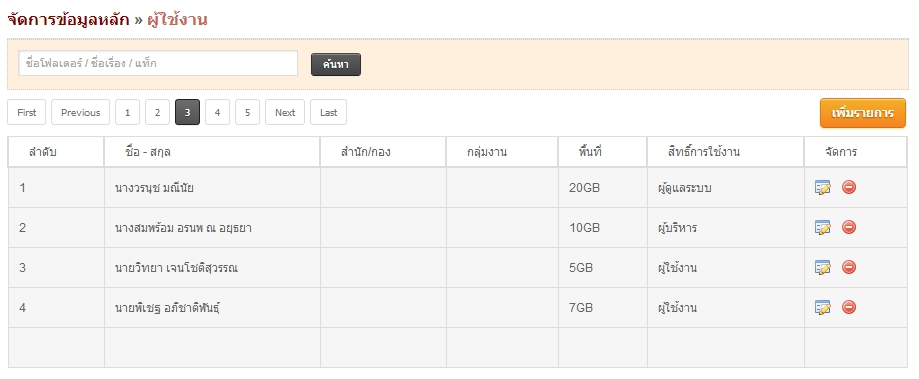 จัดการข้อมูลหลัก » ผู้ใช้งาน
ชื่อโฟลเดอร์ / ชื่อเรื่อง / แท็ก ค้นหา
First Previous 1 2 3 4 5 Next Last เพิ่มรายการ
ลำดับ ชื่อ - สกุล สำนัก/กอง กลุ่มงาน พื้นที่ สิทธิ์การใช้งาน จัดการ
1 นางวรนุช มณีนัย 20GB ผู้ดูแลระบบ
2 นางสมพร้อม อรนพ ณ อยุธยา 10GB ผู้บริหาร
3 นายวิทยา เจนโชติสุวรรณ 5GB ผู้ใช้งาน
4 นายพิเชฐ อภิชาติพันธุ์ 7GB ผู้ใช้งาน